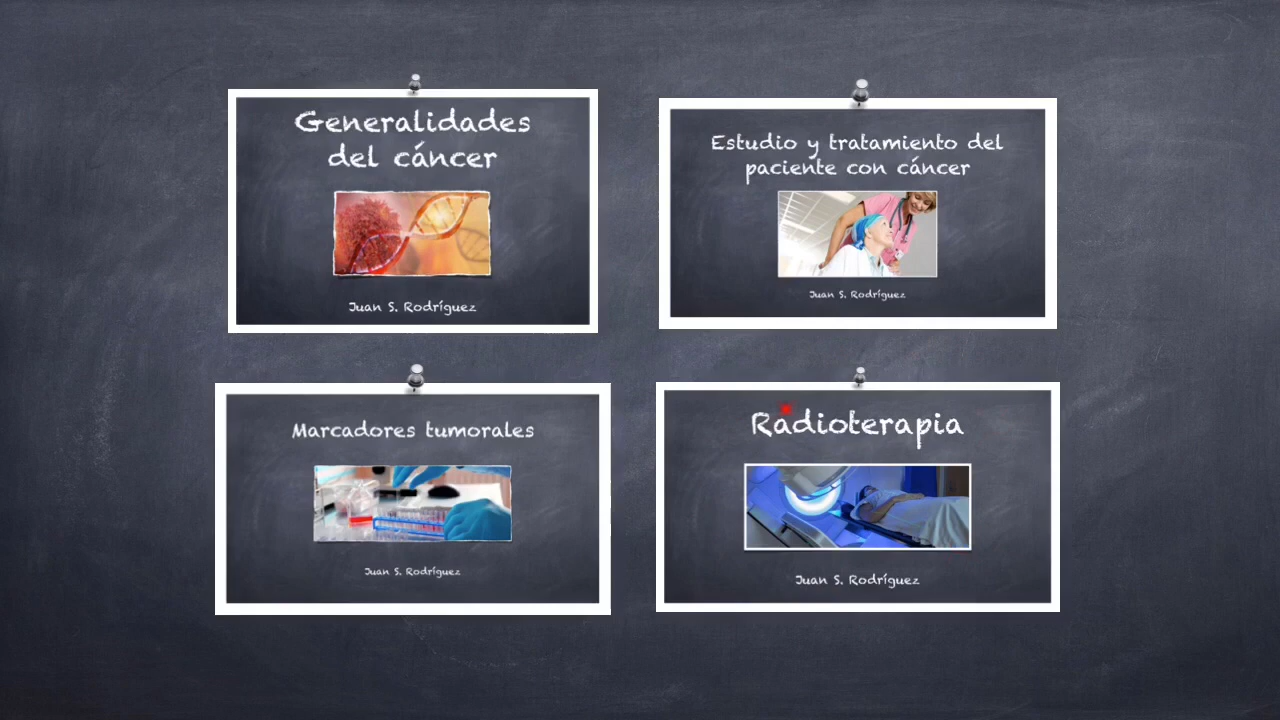 Generalidades
del cáncer
Juan S. Rodríguez
Estudio y tratamiento del
paciente con cáncer
Juan S. Rodríguez
Marcadores tumorales
Juan S. Rodríguez
Radioterapia
Juan S. Rodríguez